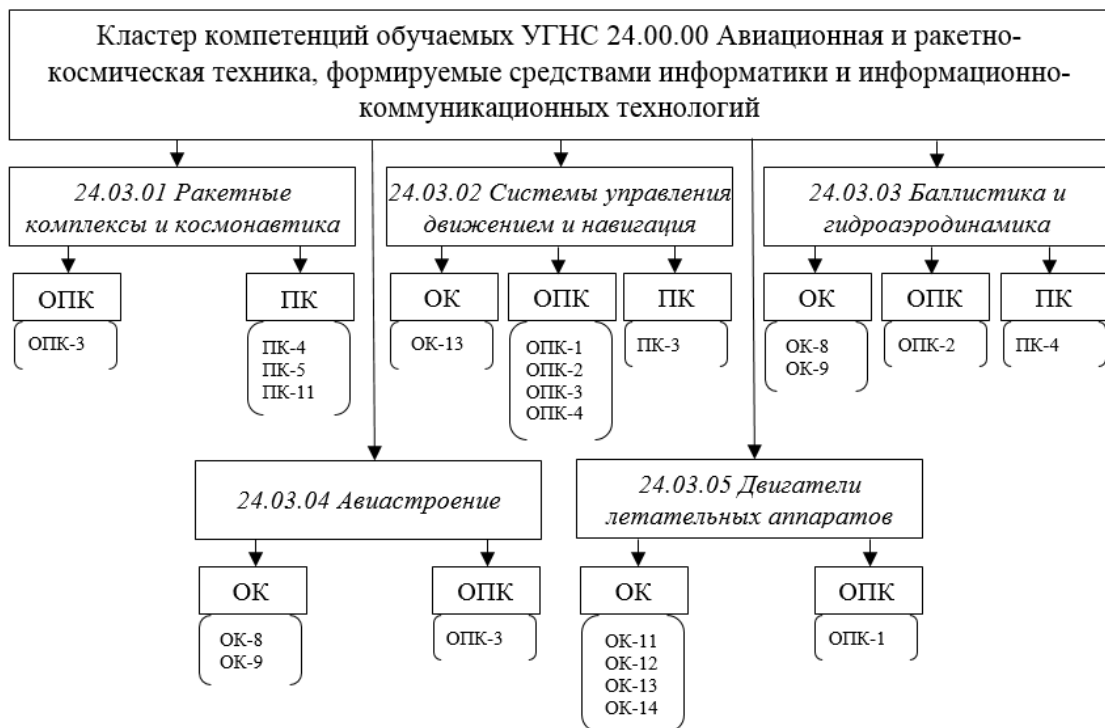 Кластер компетенций обучаемых УГНС 24.00.00 Авиационная и ракетно-
космическая техника, формируемые средствами информатики и информационно-
коммуникационных технологий
24.03.01 Ракетные
комплексы и космонавтика
24.03.02 Системы управления
движением и навигация
24.03.03 Баллистика и
гидроаэродинамика
ОПК
ОПК-3
ПК
ПК-4
ПК-5
ПК-11
ОК
ОК-13
ОПК
ОПК-1
ОПК-2
ОПК-3
ОПК-4
ПК
ПК-3
ОК
ОК-8
ОК-9
ОПК
ОПК-2
ПК
ПК-4
24.03.04 Авиастроение
24.03.05 Двигатели
летательных аппаратов
ОК
ОК-8
ОК-9
ОПК
ОПК-3
ОК
ОК-11
ОК-12
ОК-13
ОК-14
ОПК
ОПК-1